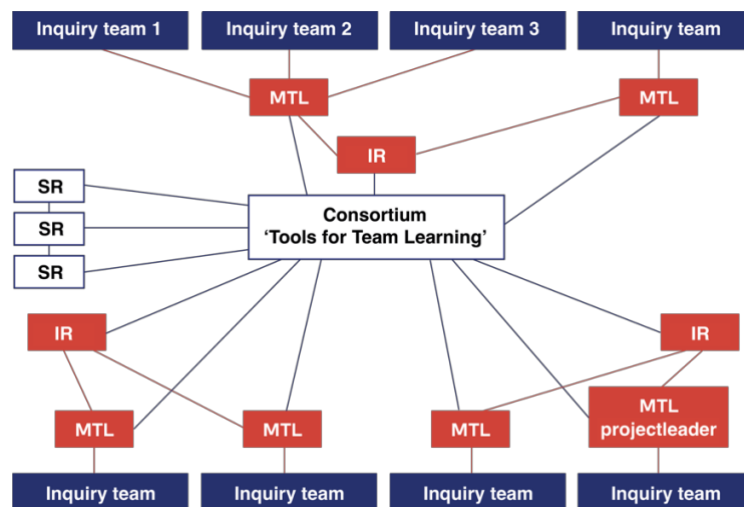 Inquiry team 1
Inquiry team 2
Inquiry team 3
Inquiry team
MTL
MTL
IR
SR
SR
SR
Consortium
‘Tools for Team Learning’
IR
IR
MTL
MTL
MTL
MTL
projectleader
Inquiry team
Inquiry team
Inquiry team
Inquiry team